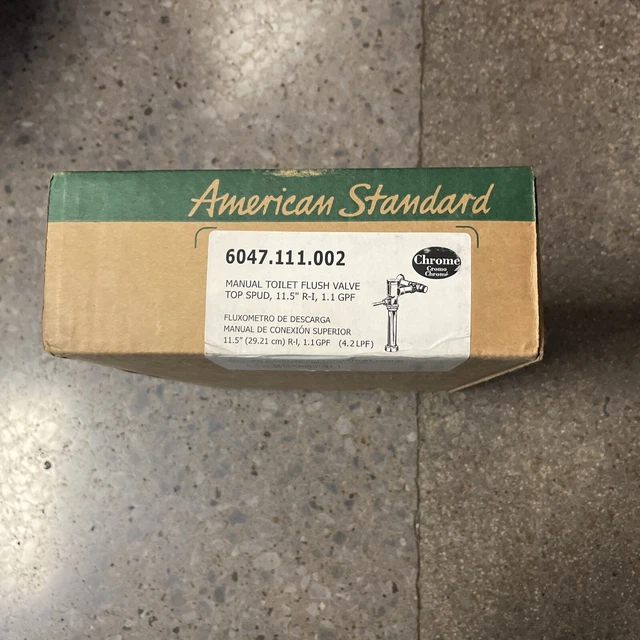 American Standard
6047.111.002
Chrome
Cromo
Chromé
MANUAL TOILET FLUSH VALVE
TOP SPUD, 11.5" R-I, 1.1 GPF
FLUXOMETRO DE DESCARGA
MANUAL DE CONEXIÓN SUPERIOR
11.5" (29.21 cm) R-I, 1.1GPF (4.2 LPF)